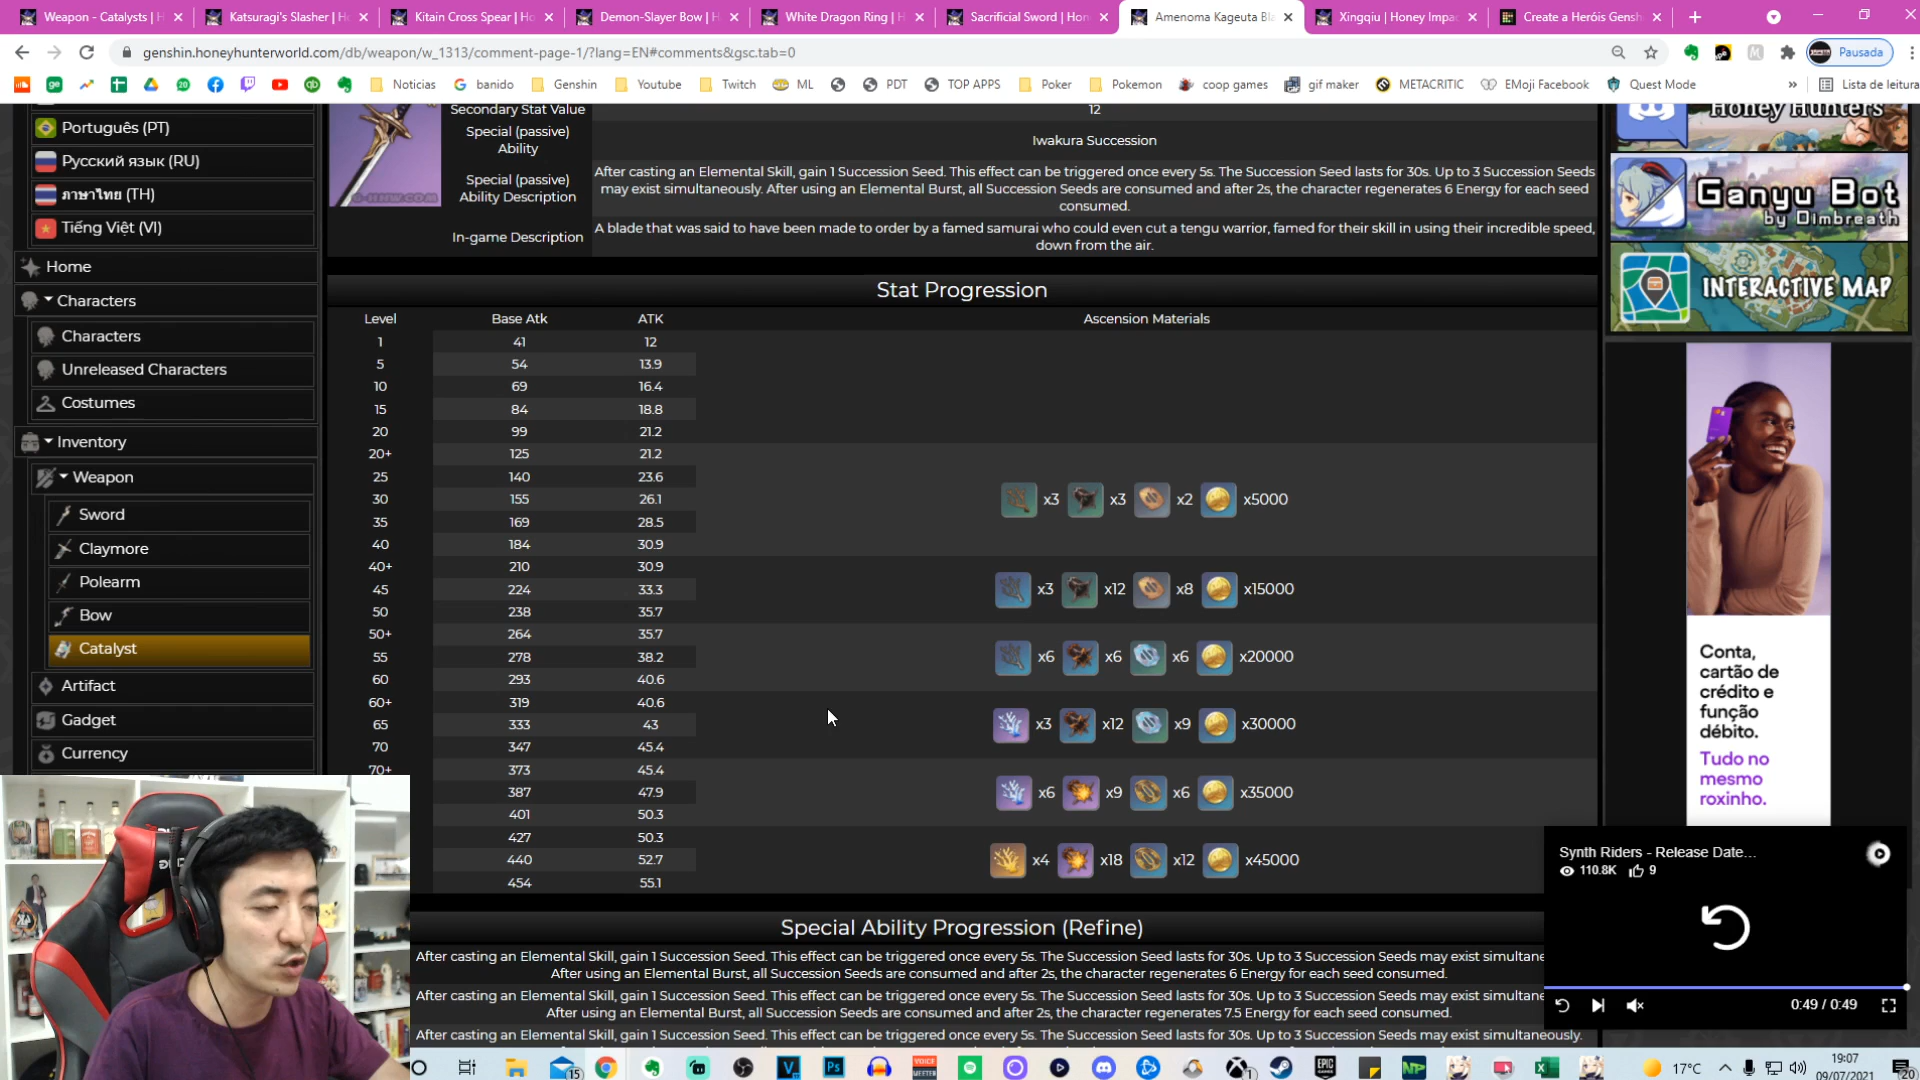 Weapon - Catalysts | H
Katsuragi's Slasher | Ho
Kitain Cross Spear | Ho
Demon-Slayer Bow | H
White Dragon Ring | H
Sacrificial Sword | Hon
Amenoma Kageuta Bla
Xingqiu | Honey Impac
Create a Heróis Gensh
genshin.honeyhunterworld.com/db/weapon/w_1313/comment-page-1/?lang=EN#comments&gsc.tab=0
Pausada
Noticias
banido
Genshin
Youtube
Twitch
ML
PDT
TOP APPS
Poker
Pokemon
coop games
gif maker
METACRITIC
EMoji Facebook
Quest Mode
Lista de leitura
Português (PT)
Русский язык (RU)
ภาษาไทย (TH)
Tiếng Việt (VI)
Home
Characters
Characters
Unreleased Characters
Costumes
Inventory
Weapon
Sword
Claymore
Polearm
Bow
Catalyst
Artifact
Gadget
Currency
G-HHW.COM
Secondary Stat Value
12
Special (passive)
Ability
Iwakura Succession
Special (passive)
Ability Description
After casting an Elemental Skill, gain 1 Succession Seed. This effect can be triggered once every 5s. The Succession Seed lasts for 30s. Up to 3 Succession Seeds
may exist simultaneously. After using an Elemental Burst, all Succession Seeds are consumed and after 2s, the character regenerates 6 Energy for each seed
consumed.
In-game Description
A blade that was said to have been made to order by a famed samurai who could even cut a tengu warrior, famed for their skill in using their incredible speed,
down from the air.
Stat Progression
Level Base Atk ATK Ascension Materials
1 41 12
5 54 13.9
10 69 16.4
15 84 18.8
20 99 21.2
20+ 125 21.2
25 140 23.6
30 155 26.1 x3 x3 x2 x5000
35 169 28.5
40 184 30.9
40+ 210 30.9
45 224 33.3 x3 x12 x8 x15000
50 238 35.7
50+ 264 35.7
55 278 38.2 x6 x6 x6 x20000
60 293 40.6
60+ 319 40.6
65 333 43 x3 x12 x9 x30000
70 347 45.4
70+ 373 45.4
387 47.9 x6 x9 x6 x35000
401 50.3
427 50.3
440 52.7 x4 x18 x12 x45000
454 55.1
Special Ability Progression (Refine)
After casting an Elemental Skill, gain 1 Succession Seed. This effect can be triggered once every 5s. The Succession Seed lasts for 30s. Up to 3 Succession Seeds may exist simultane
After using an Elemental Burst, all Succession Seeds are consumed and after 2s, the character regenerates 6 Energy for each seed consumed.
After casting an Elemental Skill, gain 1 Succession Seed. This effect can be triggered once every 5s. The Succession Seed lasts for 30s. Up to 3 Succession Seeds may exist simultane
After using an Elemental Burst, all Succession Seeds are consumed and after 2s, the character regenerates 7.5 Energy for each seed consumed.
After casting an Elemental Skill, gain 1 Succession Seed. This effect can be triggered once every 5s. The Succession Seed lasts for 30s. Up to 3 Succession Seeds may exist simultaneously.
Honey Hunters
Ganyu Bot
by Dimbreath
INTERACTIVE MAP
Conta,
cartão de
crédito e
função
débito.
Tudo no
mesmo
roxinho.
Synth Riders - Release Date...
110.8K 9
0:49 / 0:49
15
17°C
19:07
09/07/2021
20